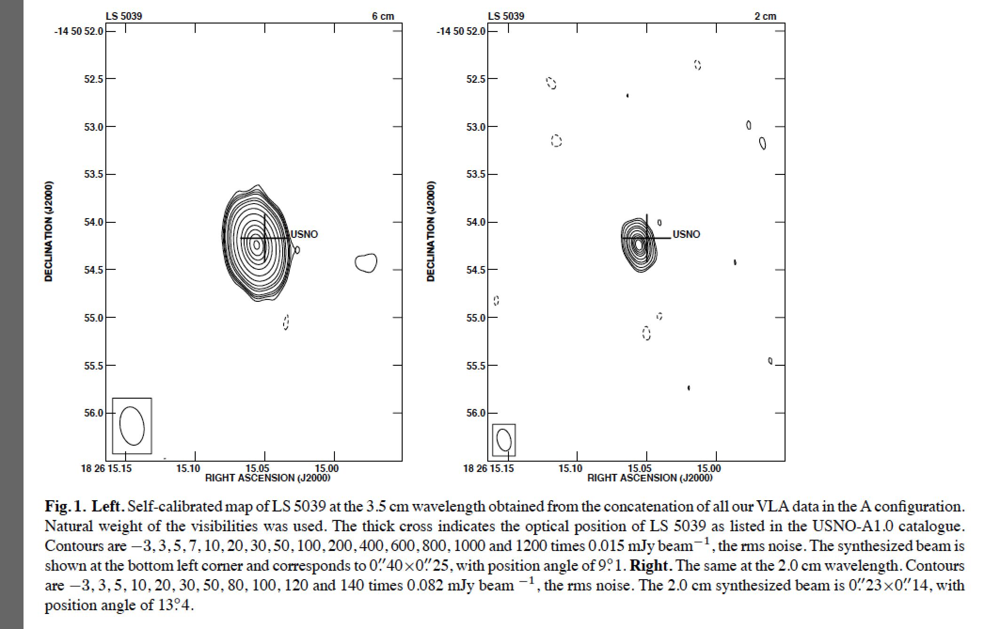 LS 5039
6 cm
-14 50 52.0
52.5
53.0
53.5
54.0
54.5
55.0
55.5
56.0
DECLINATION (J2000)
USNO
18 26 15.15 15.10 15.05 15.00
RIGHT ASCENSION (J2000)
LS 5039
2 cm
-14 50 52.0
52.5
53.0
53.5
54.0
54.5
55.0
55.5
56.0
DECLINATION (J2000)
USNO
18 26 15.15 15.10 15.05 15.00
RIGHT ASCENSION (J2000)
Fig. 1. Left. Self-calibrated map of LS 5039 at the 3.5 cm wavelength obtained from the concatenation of all our VLA data in the A configuration.
Natural weight of the visibilities was used. The thick cross indicates the optical position of LS 5039 as listed in the USNO-A1.0 catalogue.
Contours are −3, 3, 5, 7, 10, 20, 30, 50, 100, 200, 400, 600, 800, 1000 and 1200 times 0.015 mJy beam⁻¹, the rms noise. The synthesized beam is
shown at the bottom left corner and corresponds to 0.″40×0.″25, with position angle of 9.°1. Right. The same at the 2.0 cm wavelength. Contours
are −3, 3, 5, 10, 20, 30, 50, 80, 100, 120 and 140 times 0.082 mJy beam ⁻¹, the rms noise. The 2.0 cm synthesized beam is 0.″23×0.″14, with
position angle of 13.°4.